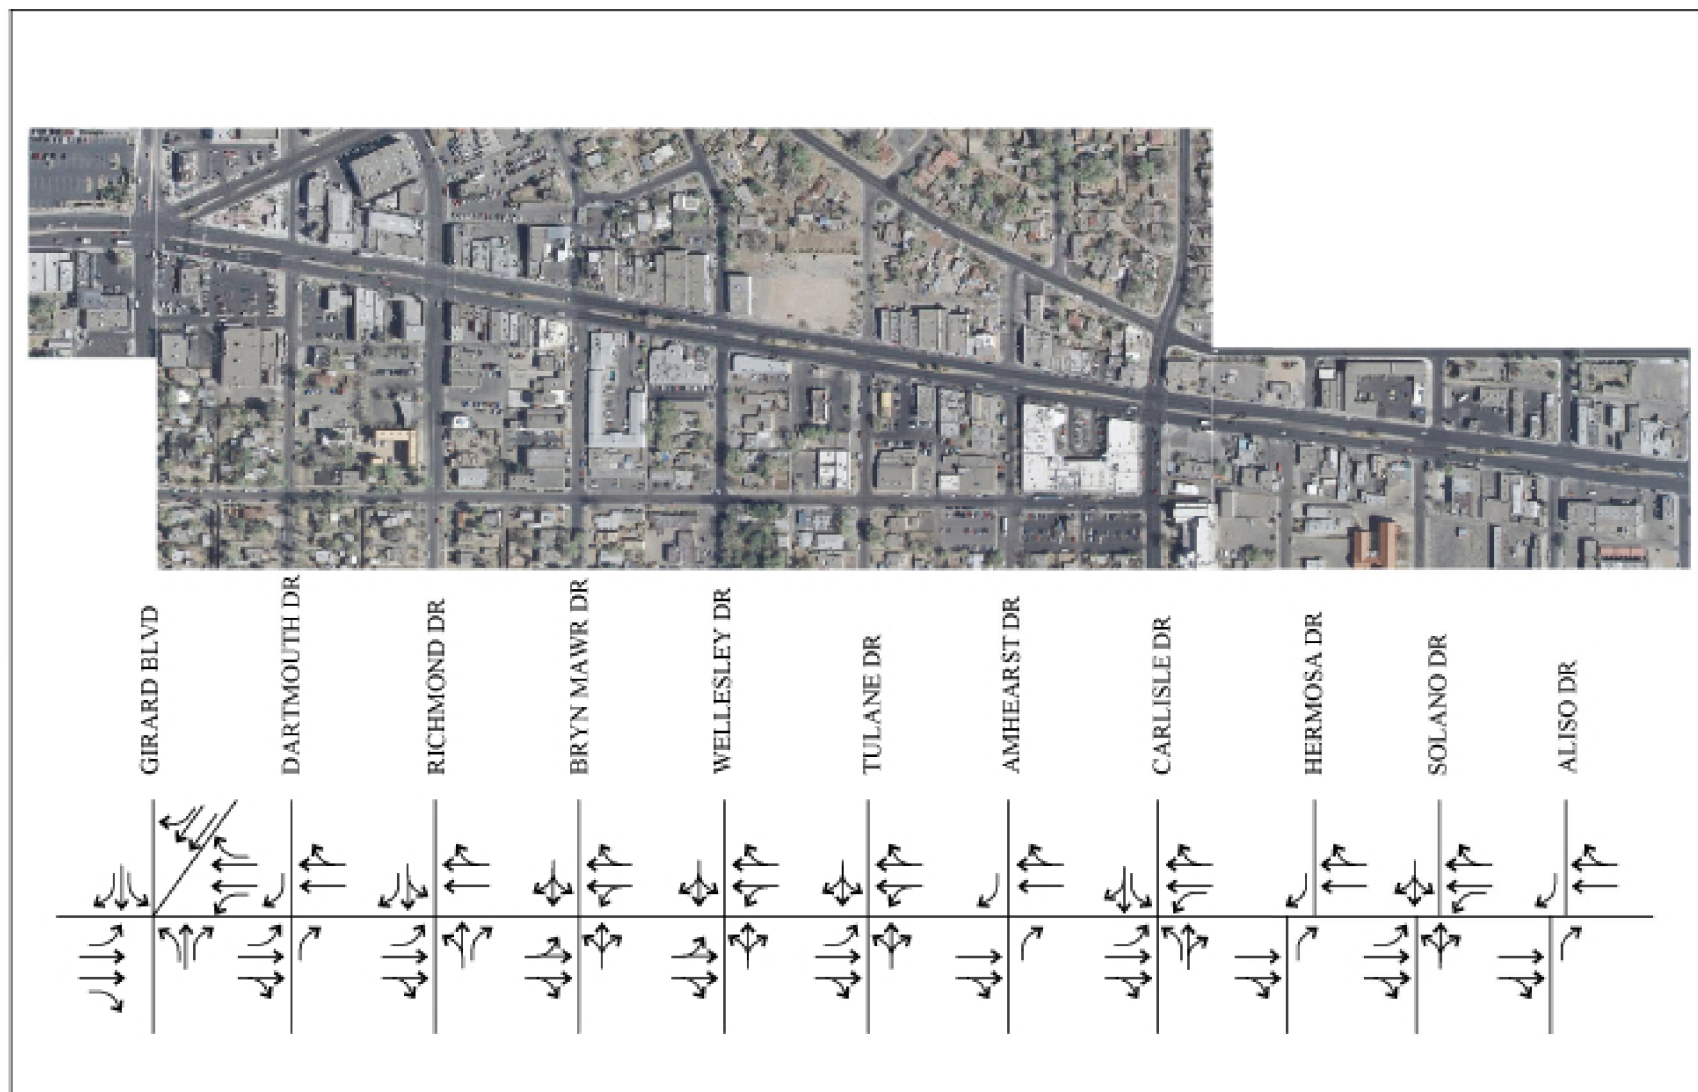 GIRARD BLVD
DARTMOUTH DR
RICHMOND DR
BRYN MAWR DR
WELLESLEY DR
TULANE DR
AMHEARST DR
CARLISLE DR
HERMOSA DR
SOLANO DR
ALISO DR